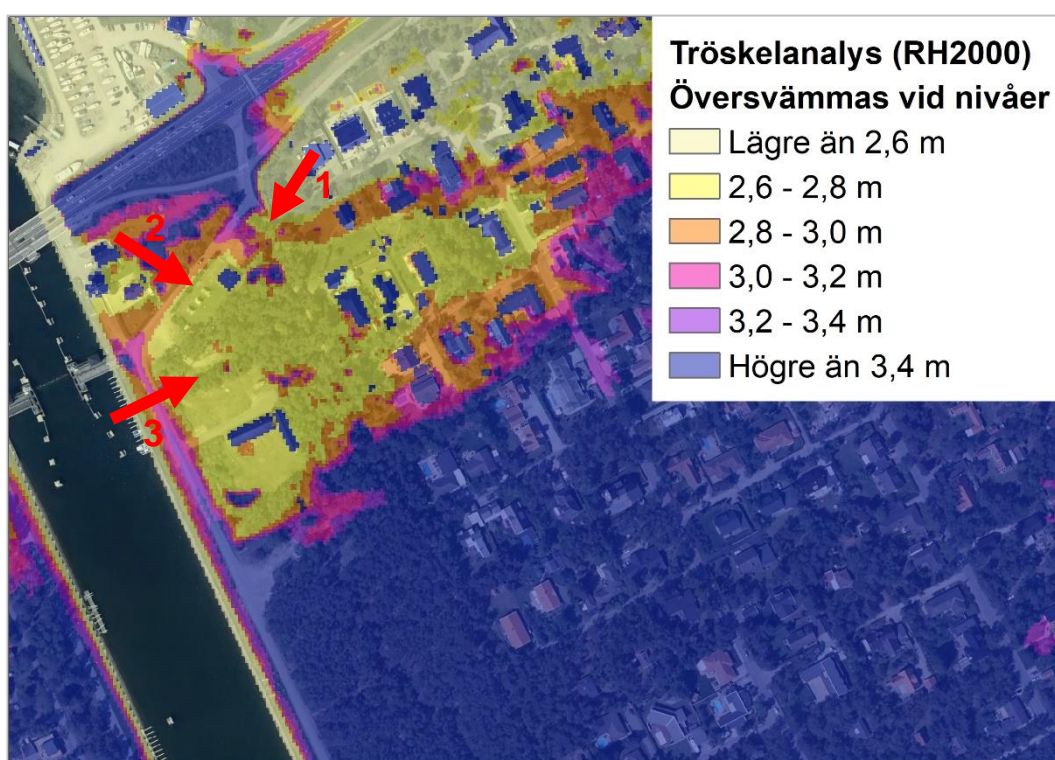 Tröskelanalys (RH2000)
Översvämmas vid nivåer
Lägre än 2,6 m
2,6 - 2,8 m
2,8 - 3,0 m
3,0 - 3,2 m
3,2 - 3,4 m
Högre än 3,4 m
1
2
3